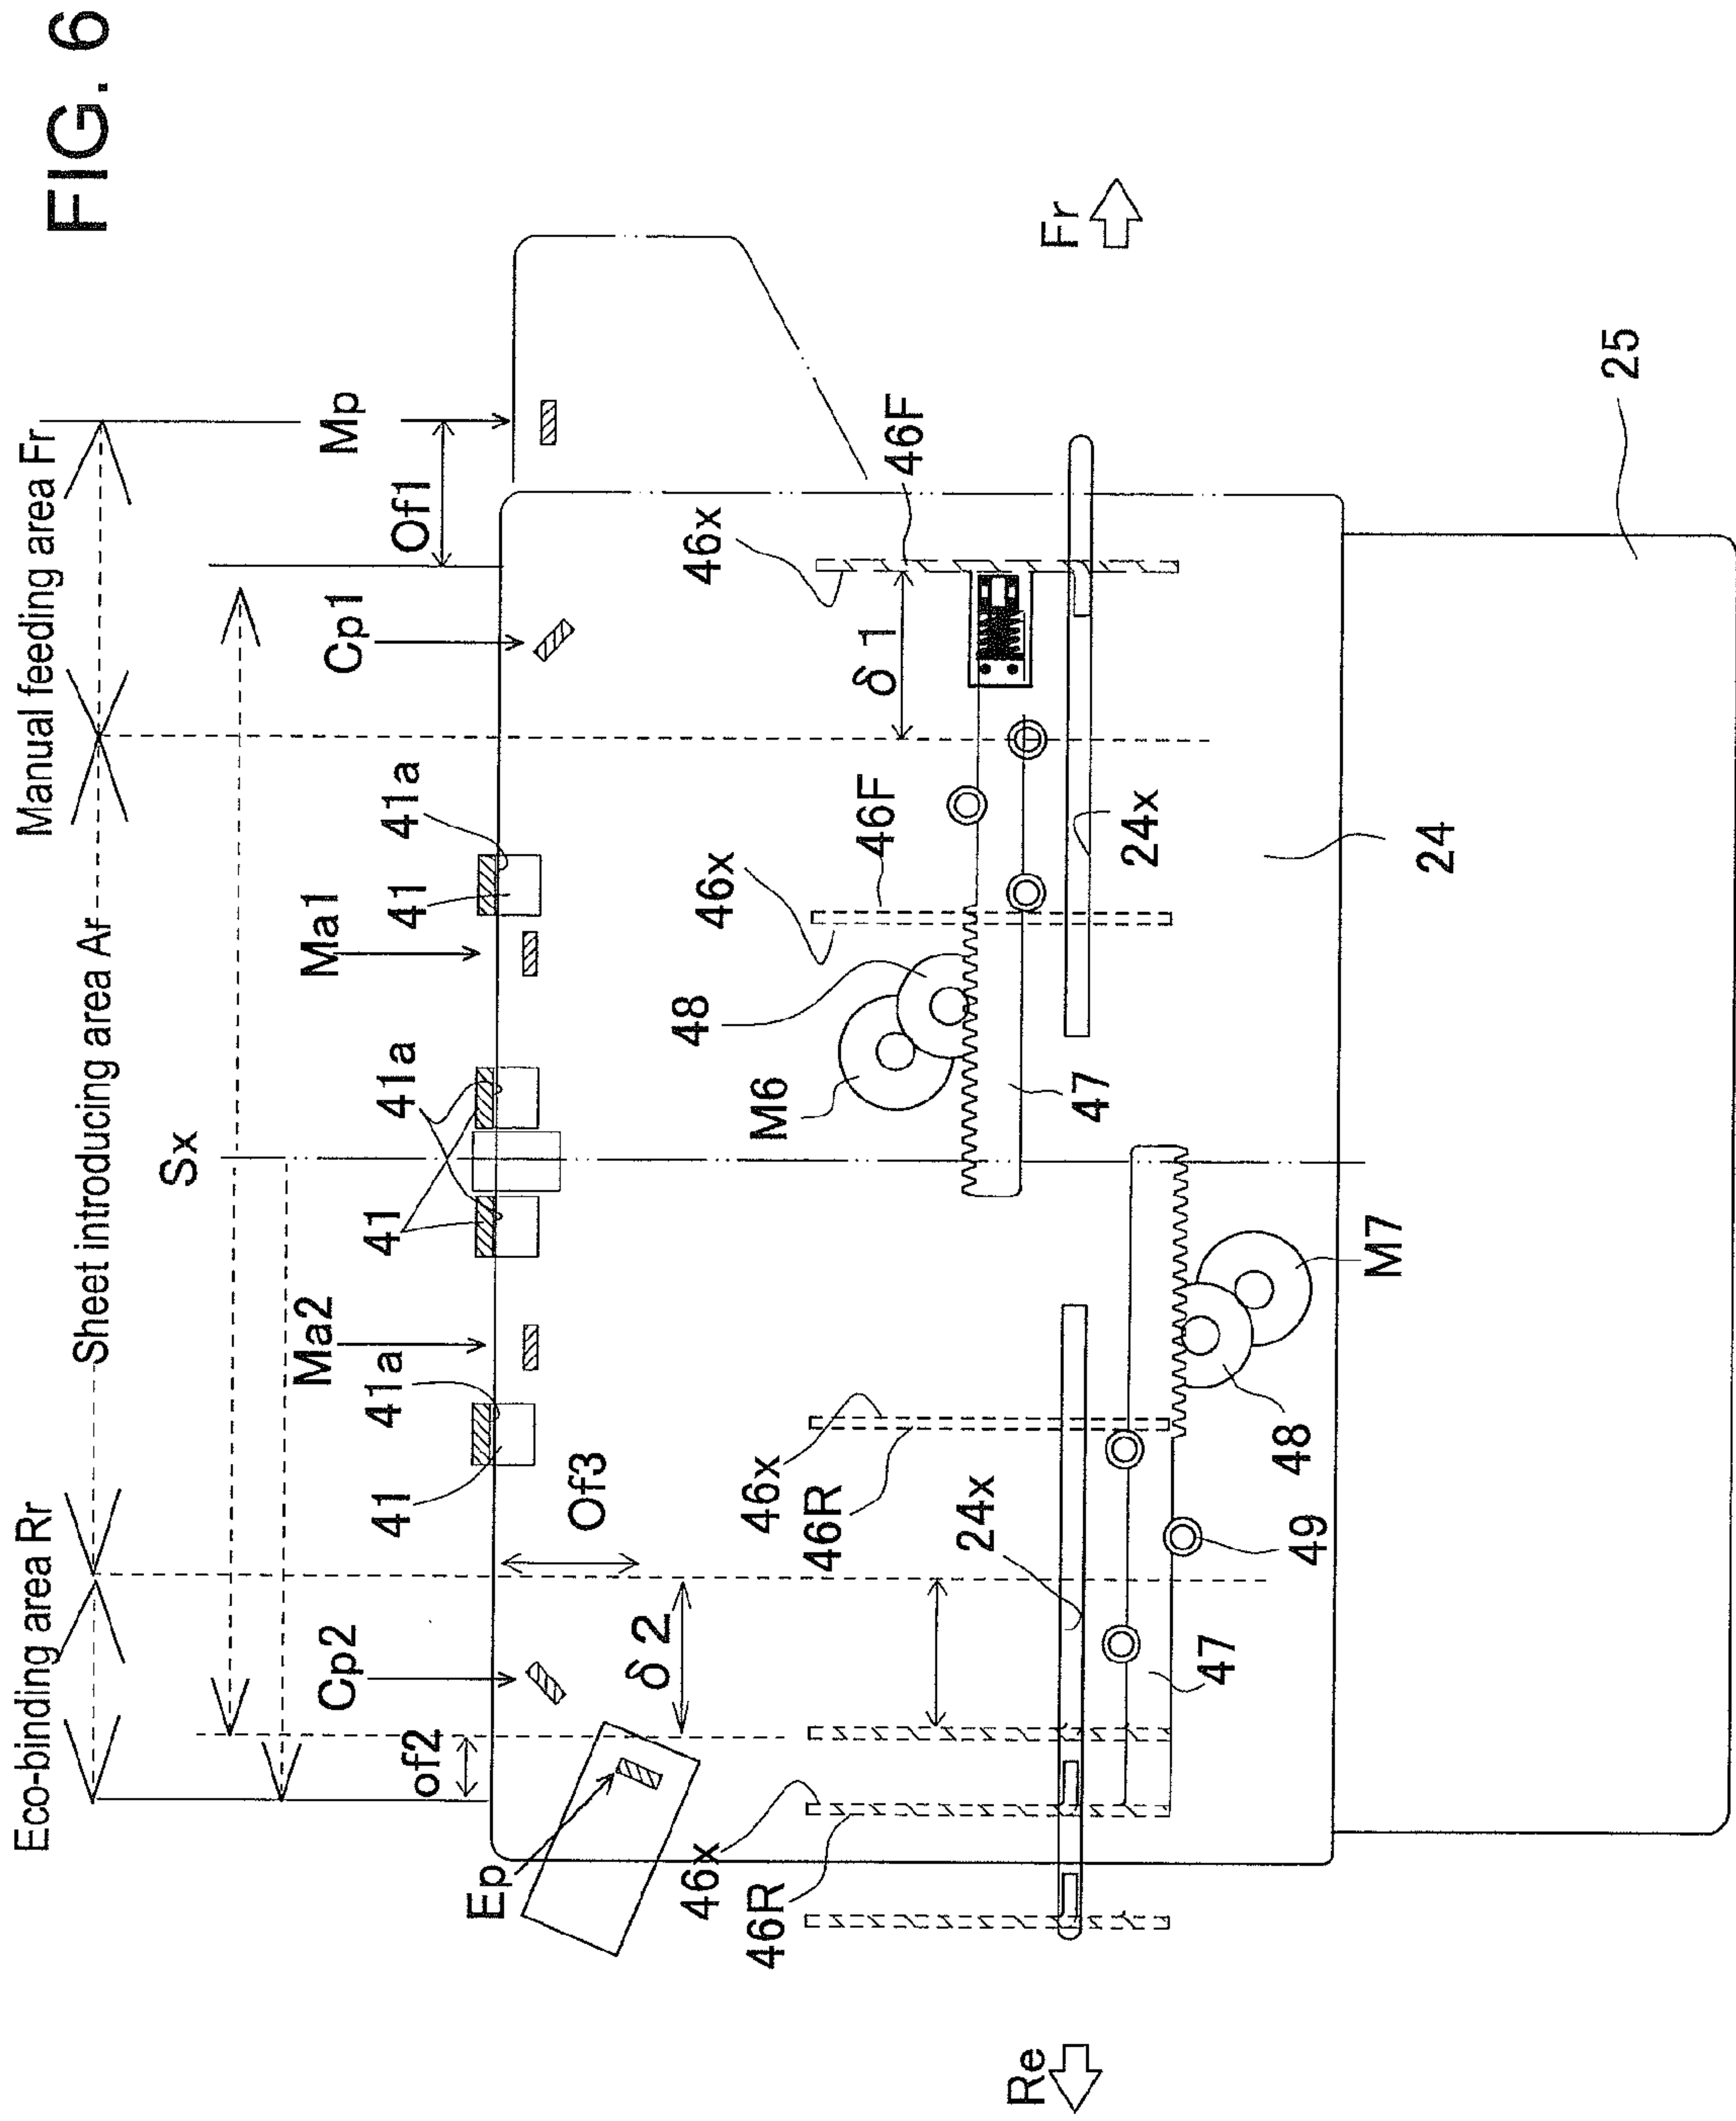 FIG. 6
Eco-binding area Rr
Sheet introducing area Ar
Manual feeding area Fr
Sx
Cp2
Ma2
Ma1
Cp1
Mp
of2
Of1
41
41a
41
41a
41
41a
Ep
Of3
δ 2
δ 1
46x
46R
46x
46R
46x
46F
46x
46F
M6
48
24x
24x
47
47
49
48
M7
24
25
Re
Fr